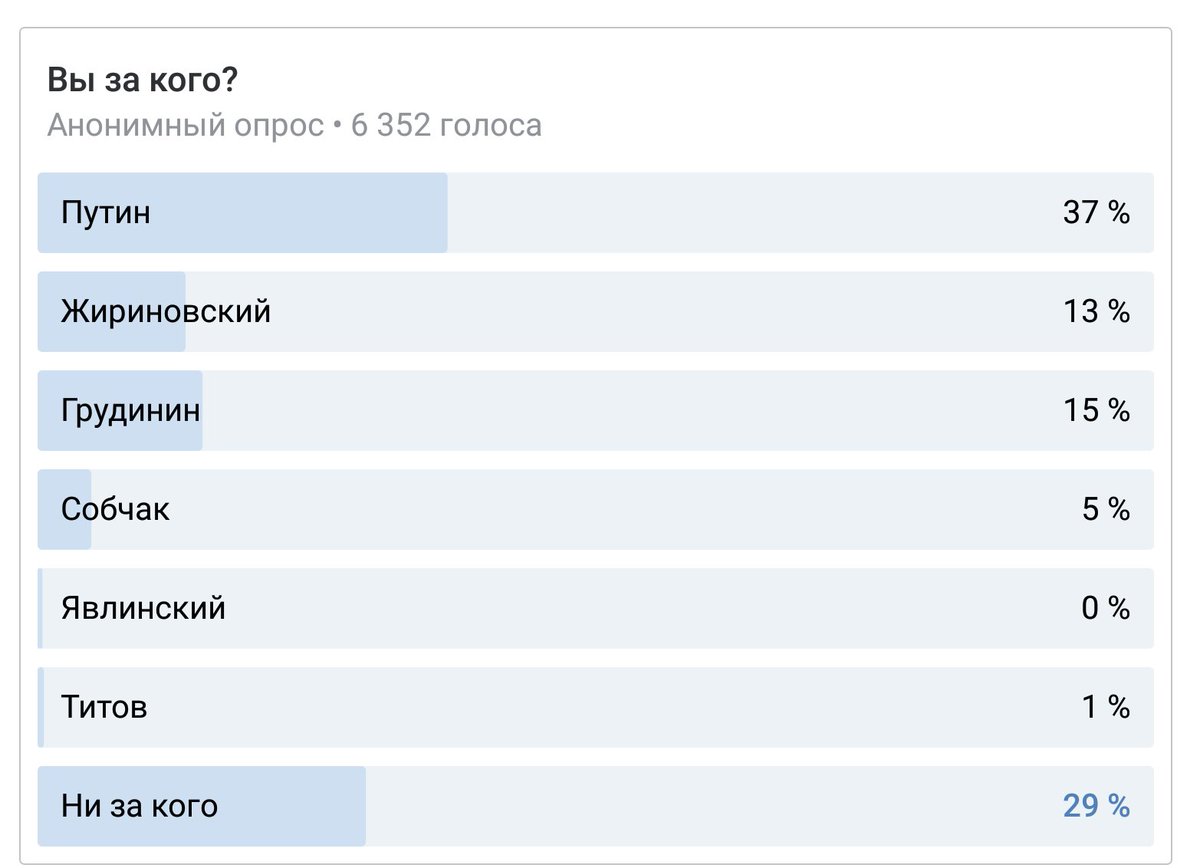 Вы за кого?
Анонимный опрос • 6 352 голоса
Путин 37 %
Жириновский 13 %
Грудинин 15 %
Собчак 5 %
Явлинский 0 %
Титов 1 %
Ни за кого 29 %